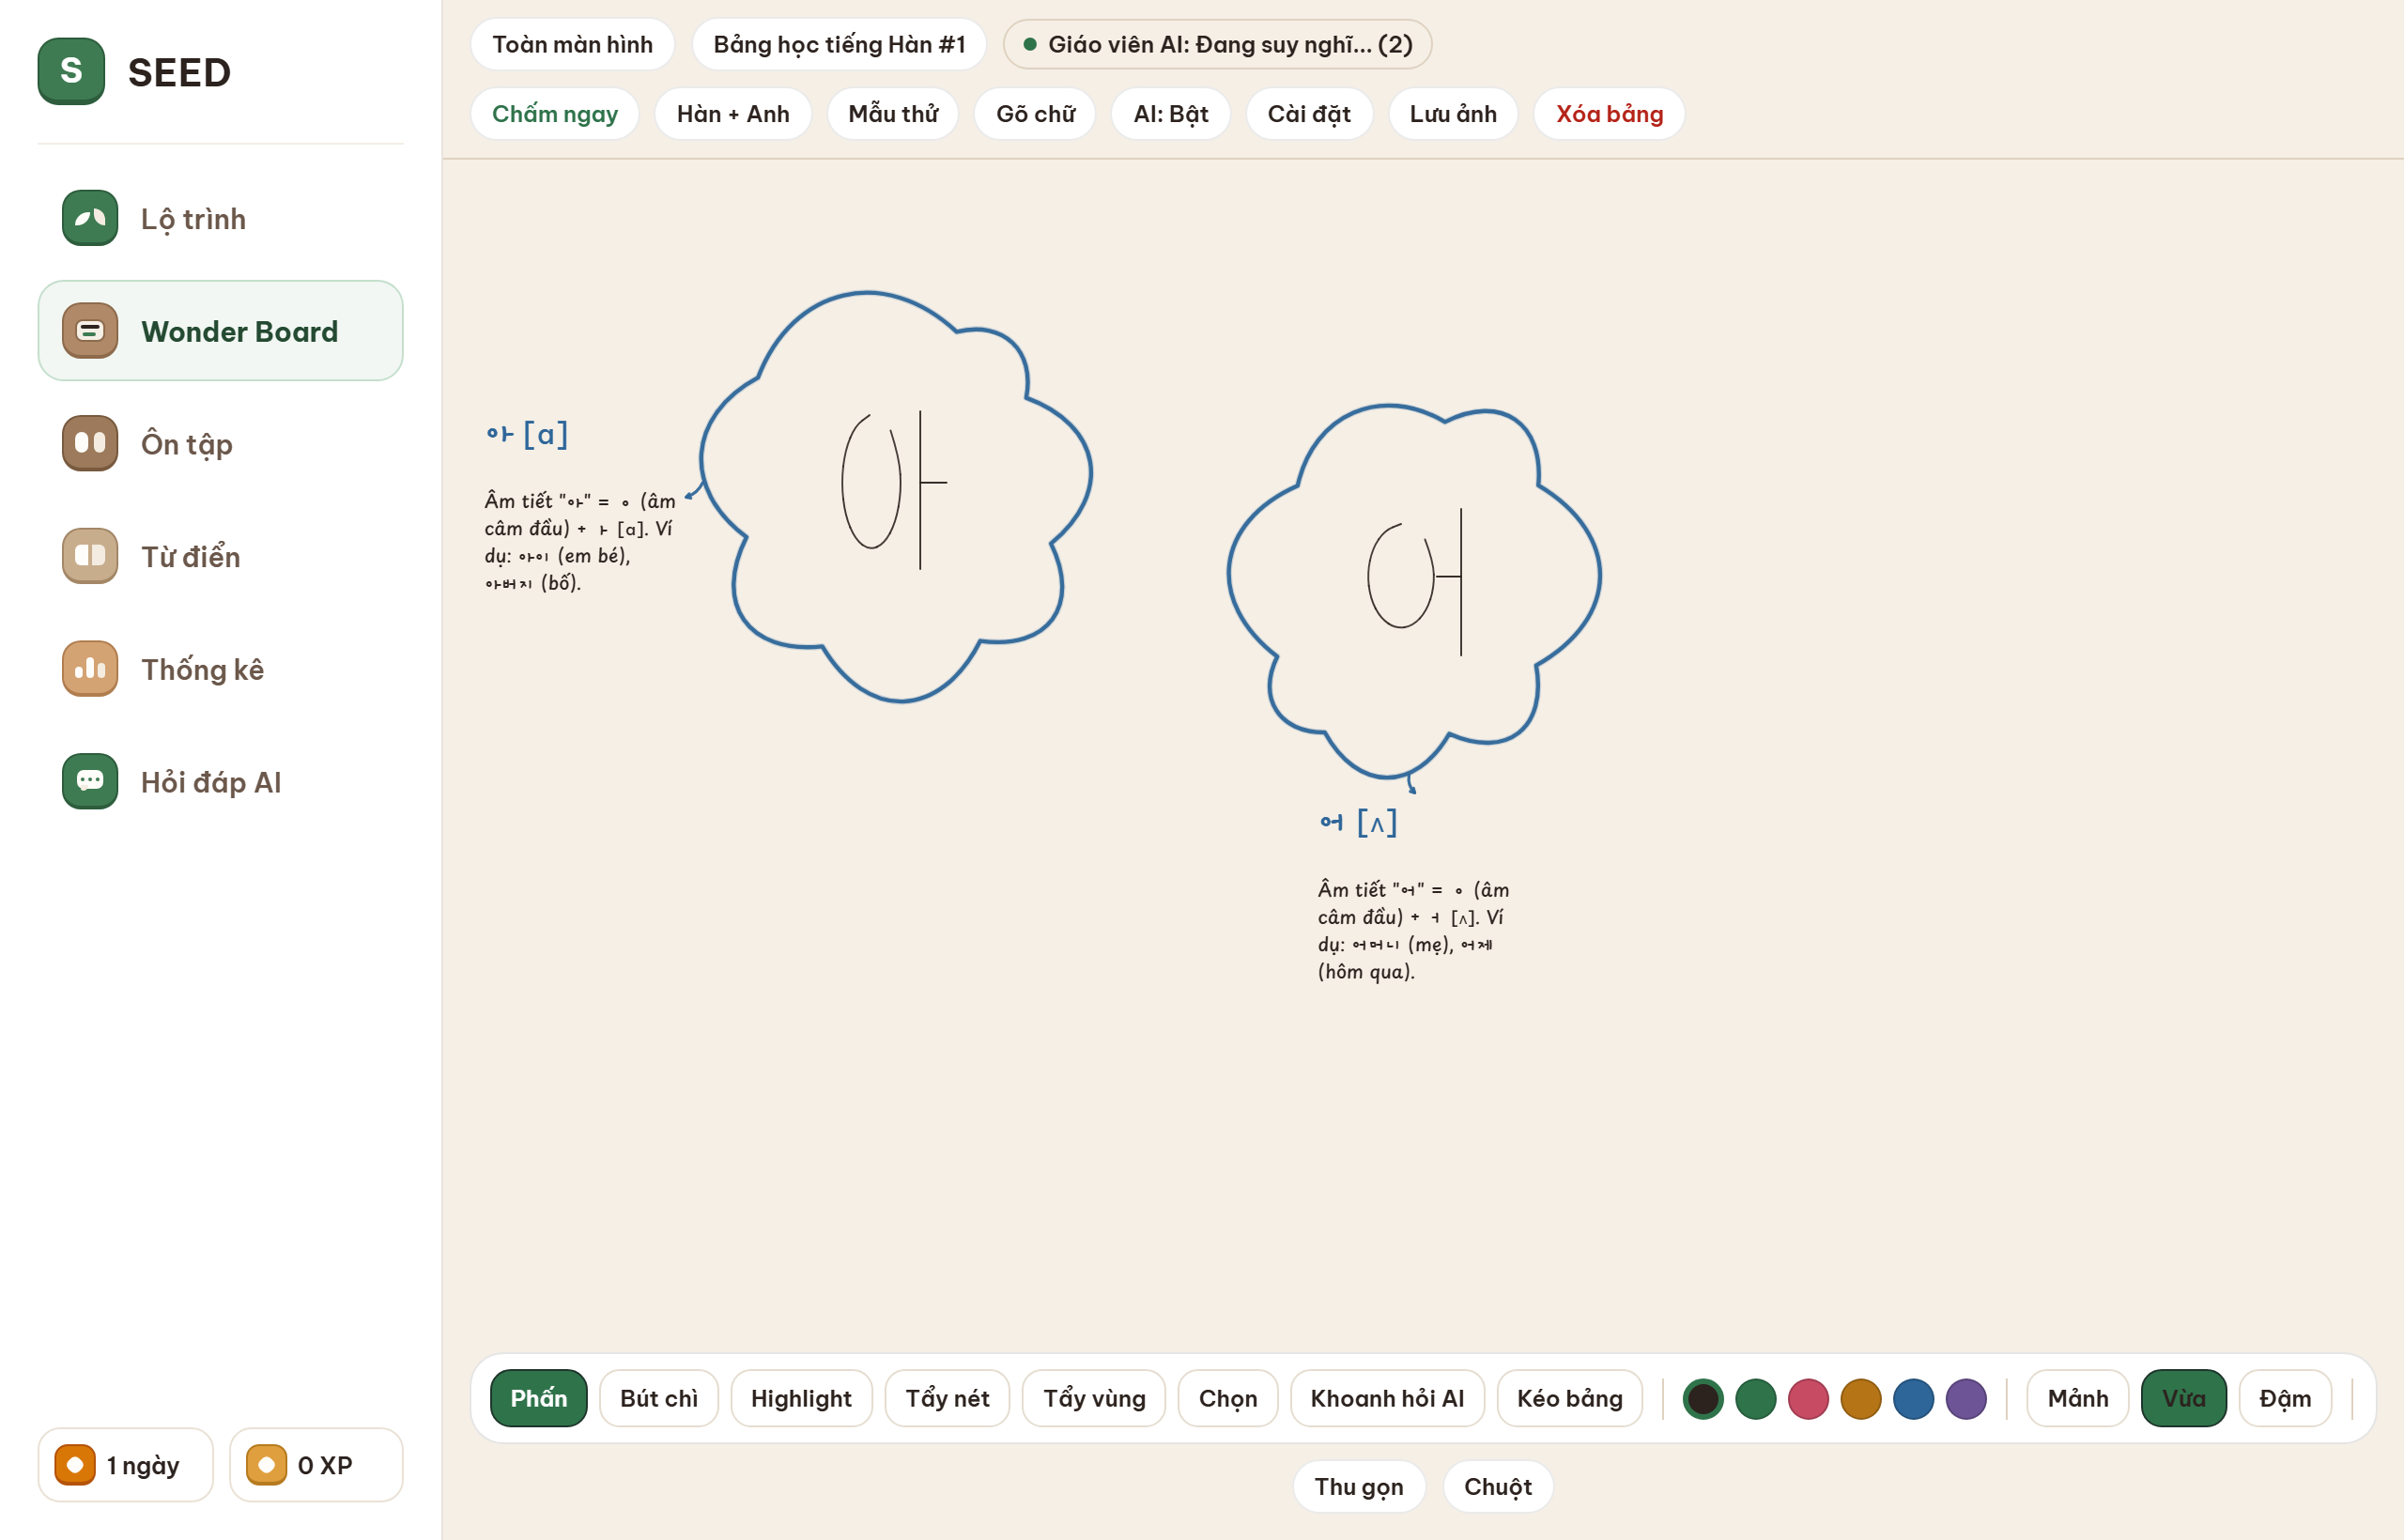 S SEED
Lộ trình
Wonder Board
Ôn tập
Từ điển
Thống kê
Hỏi đáp AI
1 ngày
0 XP
Toàn màn hình
Bảng học tiếng Hàn #1
Giáo viên AI: Đang suy nghĩ... (2)
Chấm ngay
Hàn + Anh
Mẫu thử
Gõ chữ
AI: Bật
Cài đặt
Lưu ảnh
Xóa bảng
아 [a]
Âm tiết "아" = ㅇ (âm
câm đầu) + ㅏ [a]. Ví
dụ: 아이 (em bé),
아버지 (bố).
아
어
어 [ʌ]
Âm tiết "어" = ㅇ (âm
câm đầu) + ㅓ [ʌ]. Ví
dụ: 어머니 (mẹ), 어제
(hôm qua).
Phấn
Bút chì
Highlight
Tẩy nét
Tẩy vùng
Chọn
Khoanh hỏi AI
Kéo bảng
Mảnh
Vừa
Đậm
Thu gọn
Chuột